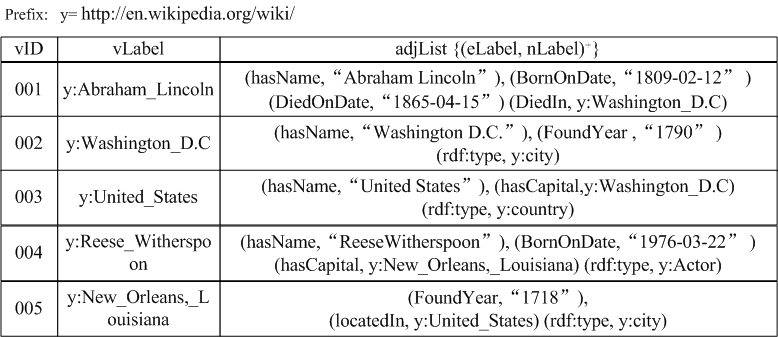 Prefix: y= http://en.wikipedia.org/wiki/
vID vLabel adjList {(eLabel, nLabel)+}
001 y:Abraham_Lincoln (hasName, “Abraham Lincoln”), (BornOnDate, “1809-02-12”)
(DiedOnDate, “1865-04-15”) (DiedIn, y:Washington_D.C)
002 y:Washington_D.C (hasName, “Washington D.C.”), (FoundYear , “1790”)
(rdf:type, y:city)
003 y:United_States (hasName, “United States”), (hasCapital,y:Washington_D.C)
(rdf:type, y:country)
004 y:Reese_Witherspo
on
(hasName, “ReeseWitherspoon”), (BornOnDate, “1976-03-22”)
(hasCapital, y:New_Orleans,_Louisiana) (rdf:type, y:Actor)
005 y:New_Orleans,_L
ouisiana
(FoundYear, “1718”),
(locatedIn, y:United_States) (rdf:type, y:city)